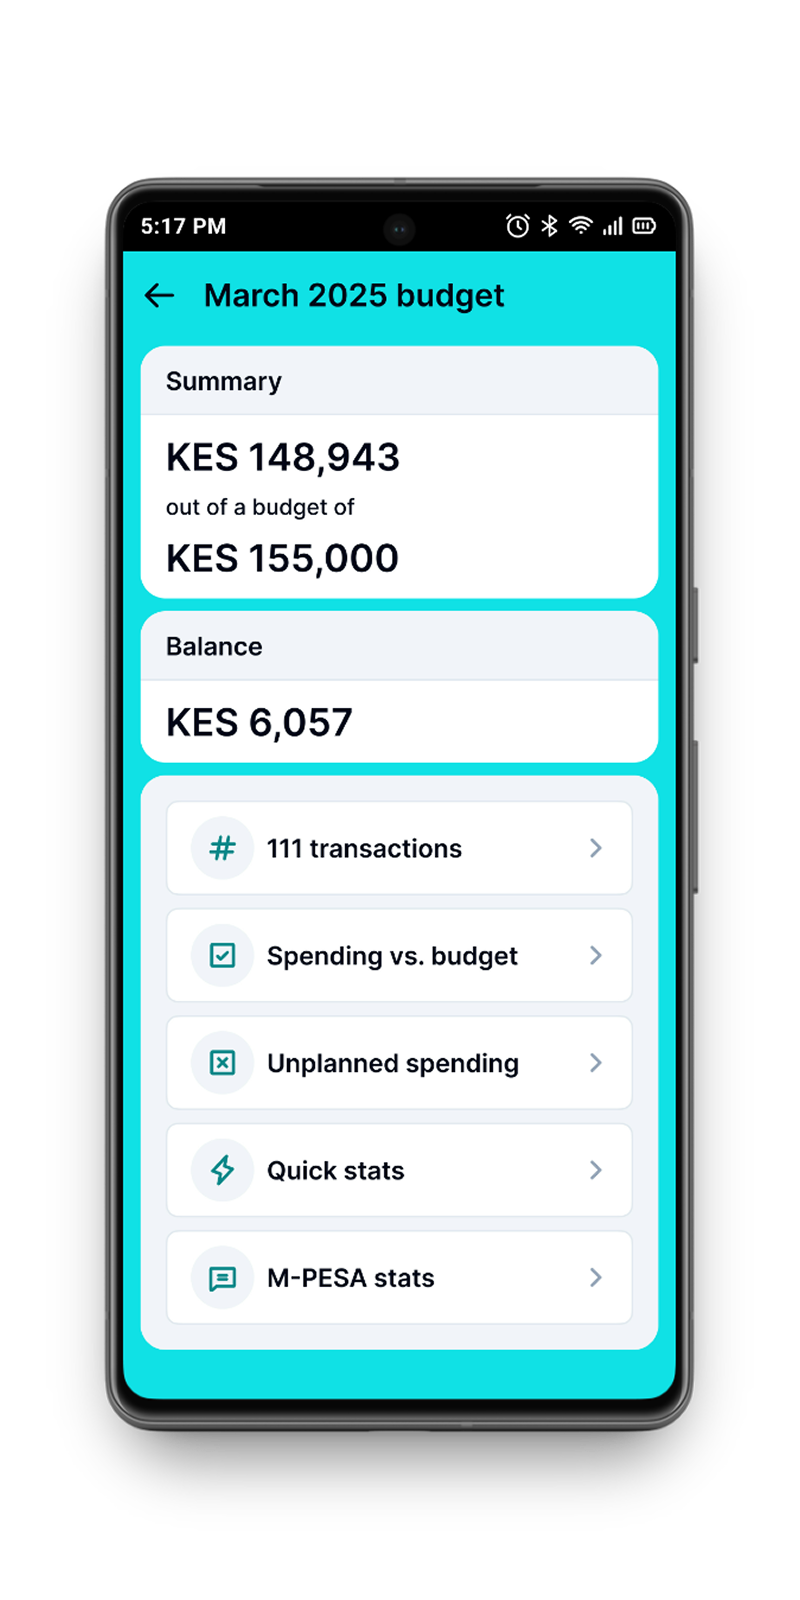 5:17 PM
March 2025 budget
Summary
KES 148,943
out of a budget of
KES 155,000
Balance
KES 6,057
111 transactions
Spending vs. budget
Unplanned spending
Quick stats
M-PESA stats